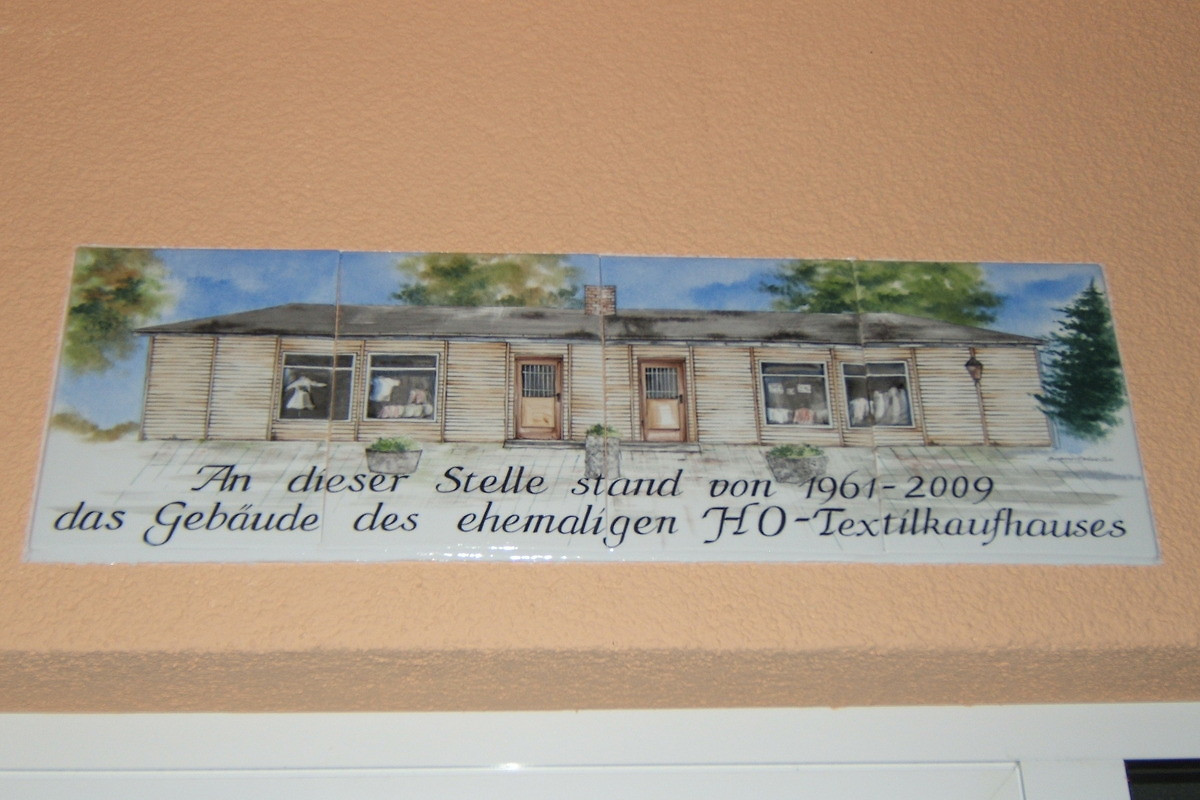 An dieser Stelle stand von 1961-2009
das Gebäude des ehemaligen HO-Textilkaufhauses